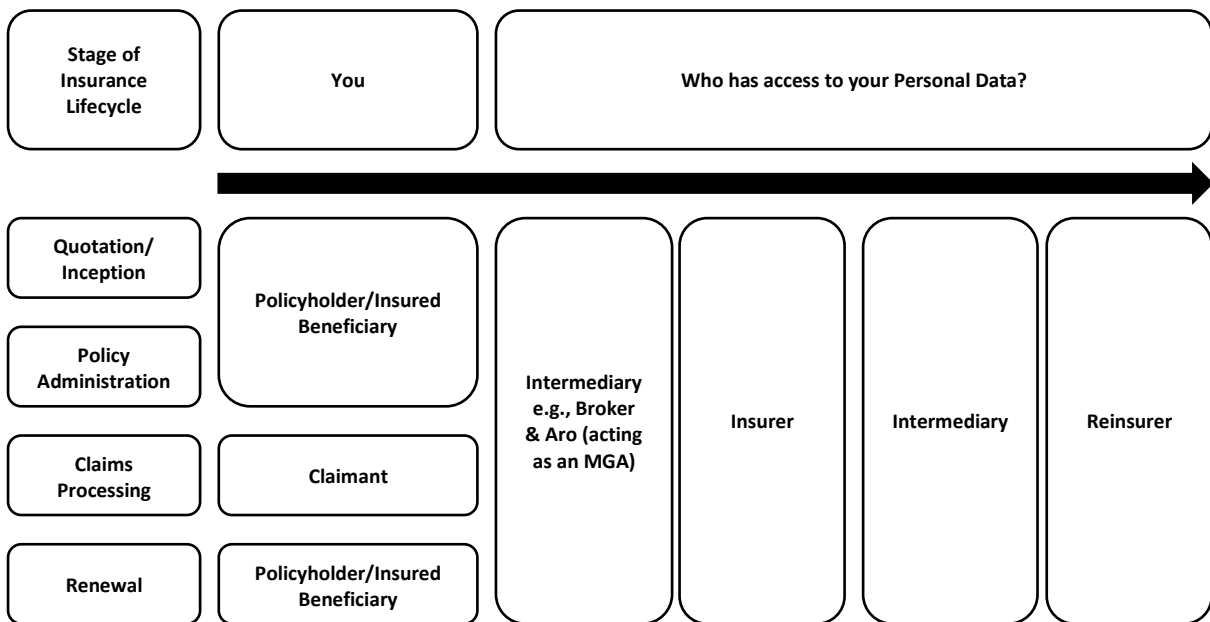 Stage of
Insurance
Lifecycle
You
Who has access to your Personal Data?
Quotation/
Inception
Policyholder/Insured
Beneficiary
Policy
Administration
Intermediary
e.g., Broker
& Aro (acting
as an MGA)
Insurer
Intermediary
Reinsurer
Claims
Processing
Claimant
Renewal
Policyholder/Insured
Beneficiary